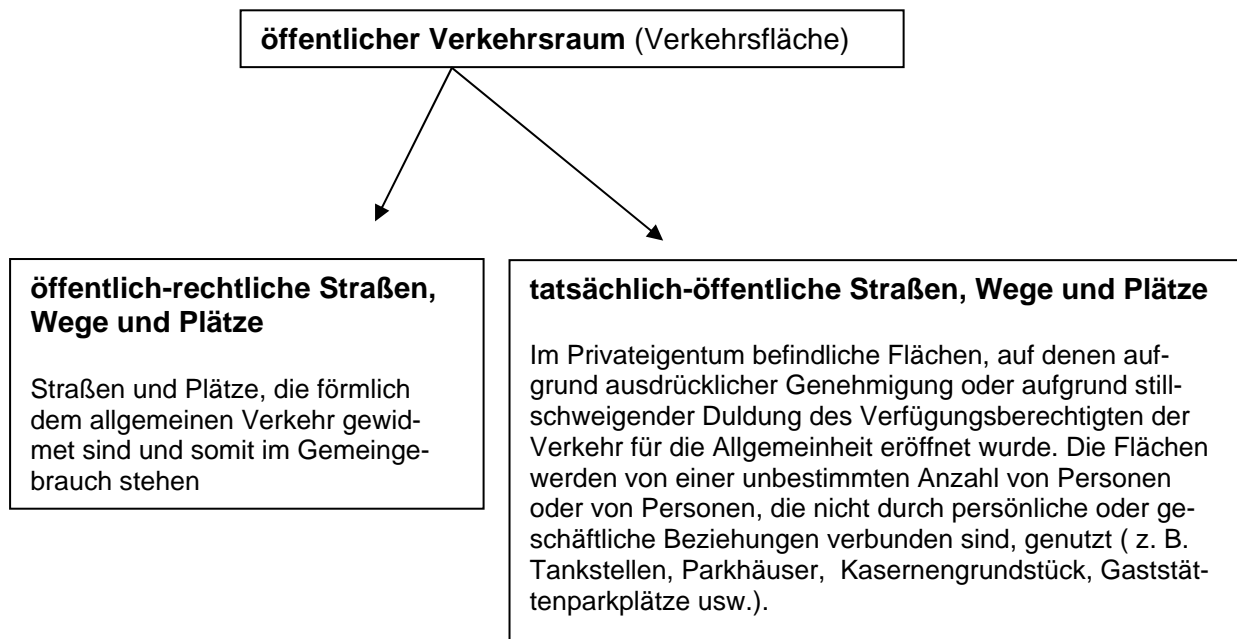 öffentlicher Verkehrsraum (Verkehrsfläche)
öffentlich-rechtliche Straßen,
Wege und Plätze
Straßen und Plätze, die förmlich
dem allgemeinen Verkehr gewid-
met sind und somit im Gemeinge-
brauch stehen
tatsächlich-öffentliche Straßen, Wege und Plätze
Im Privateigentum befindliche Flächen, auf denen auf-
grund ausdrücklicher Genehmigung oder aufgrund still-
schweigender Duldung des Verfügungsberechtigten der
Verkehr für die Allgemeinheit eröffnet wurde. Die Flächen
werden von einer unbestimmten Anzahl von Personen
oder von Personen, die nicht durch persönliche oder ge-
schäftliche Beziehungen verbunden sind, genutzt ( z. B.
Tankstellen, Parkhäuser,  Kasernengrundstück, Gaststät-
tenparkplätze usw.).